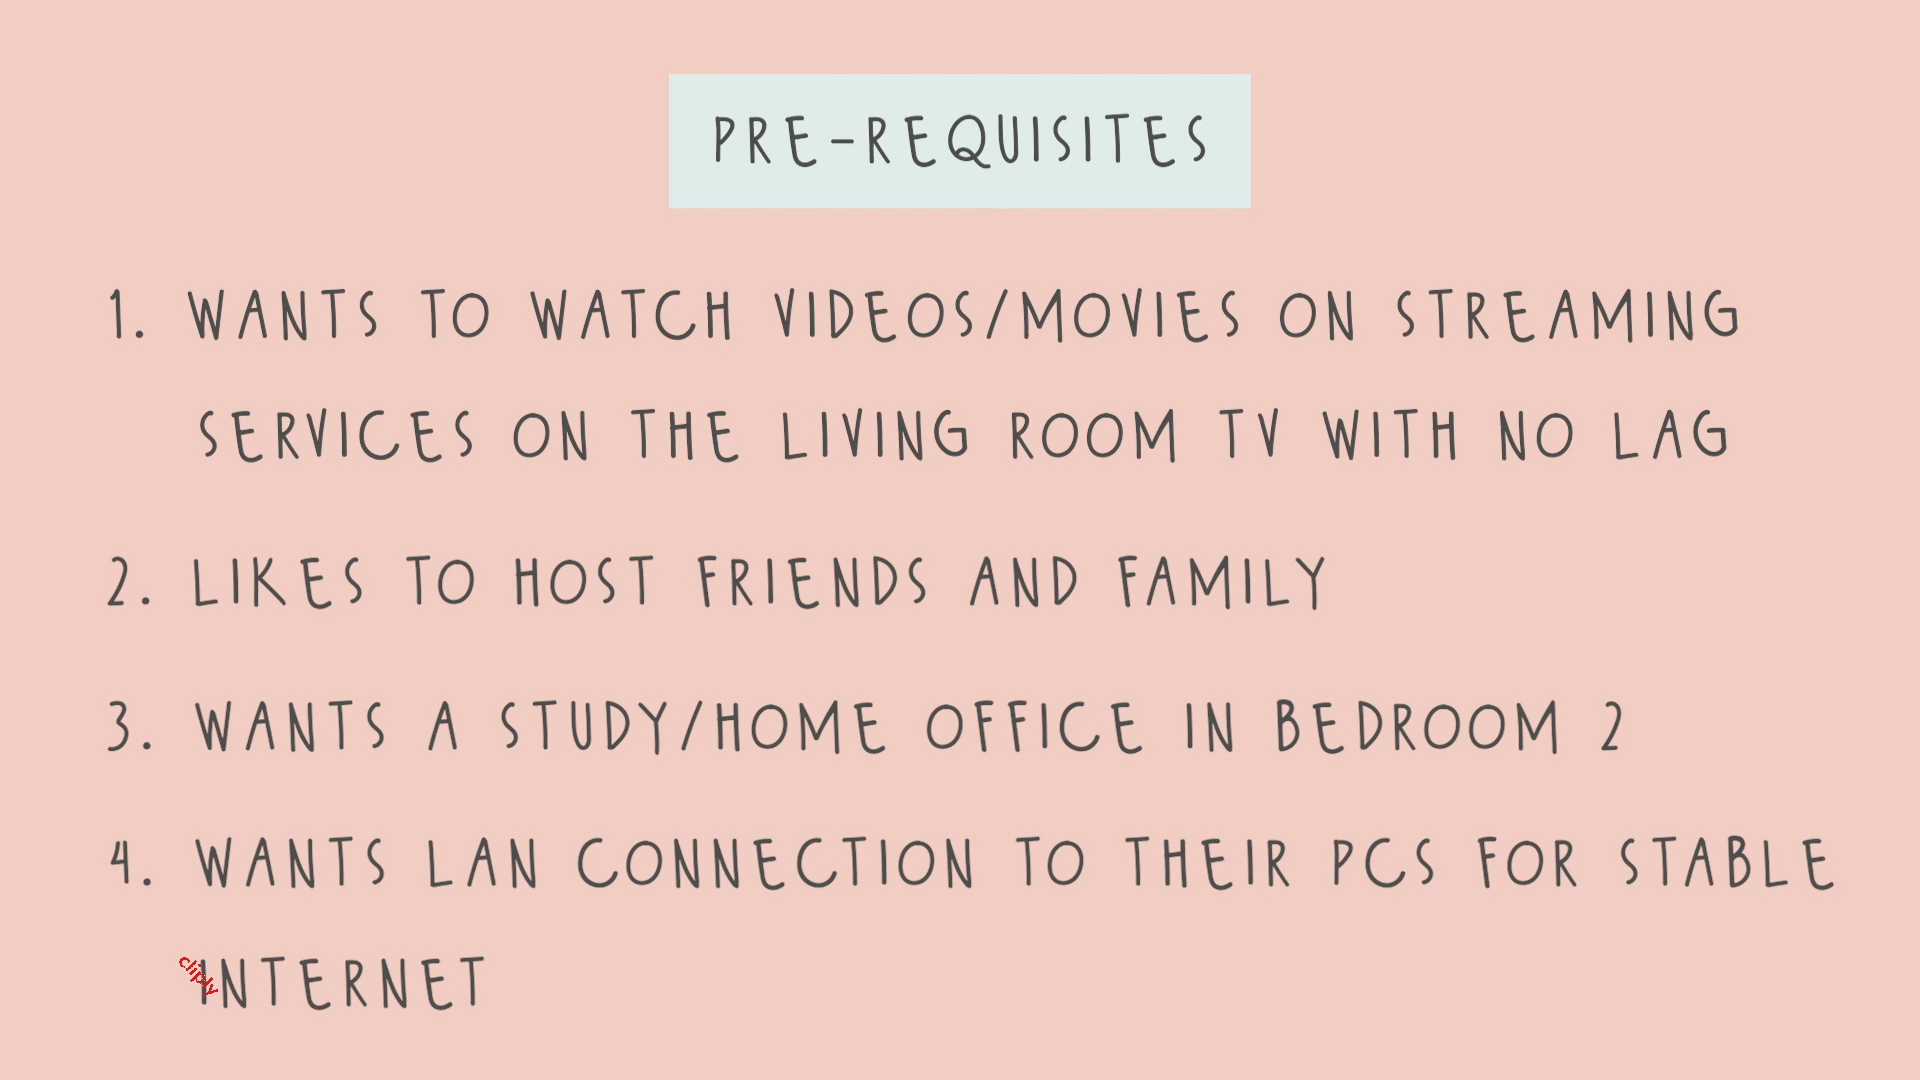 PRE-REQUISITES
1. WANTS TO WATCH VIDEOS/MOVIES ON STREAMING
SERVICES ON THE LIVING ROOM TV WITH NO LAG
2. LIKES TO HOST FRIENDS AND FAMILY
3. WANTS A STUDY/HOME OFFICE IN BEDROOM 2
4. WANTS LAN CONNECTION TO THEIR PCS FOR STABLE
INTERNET
cliply